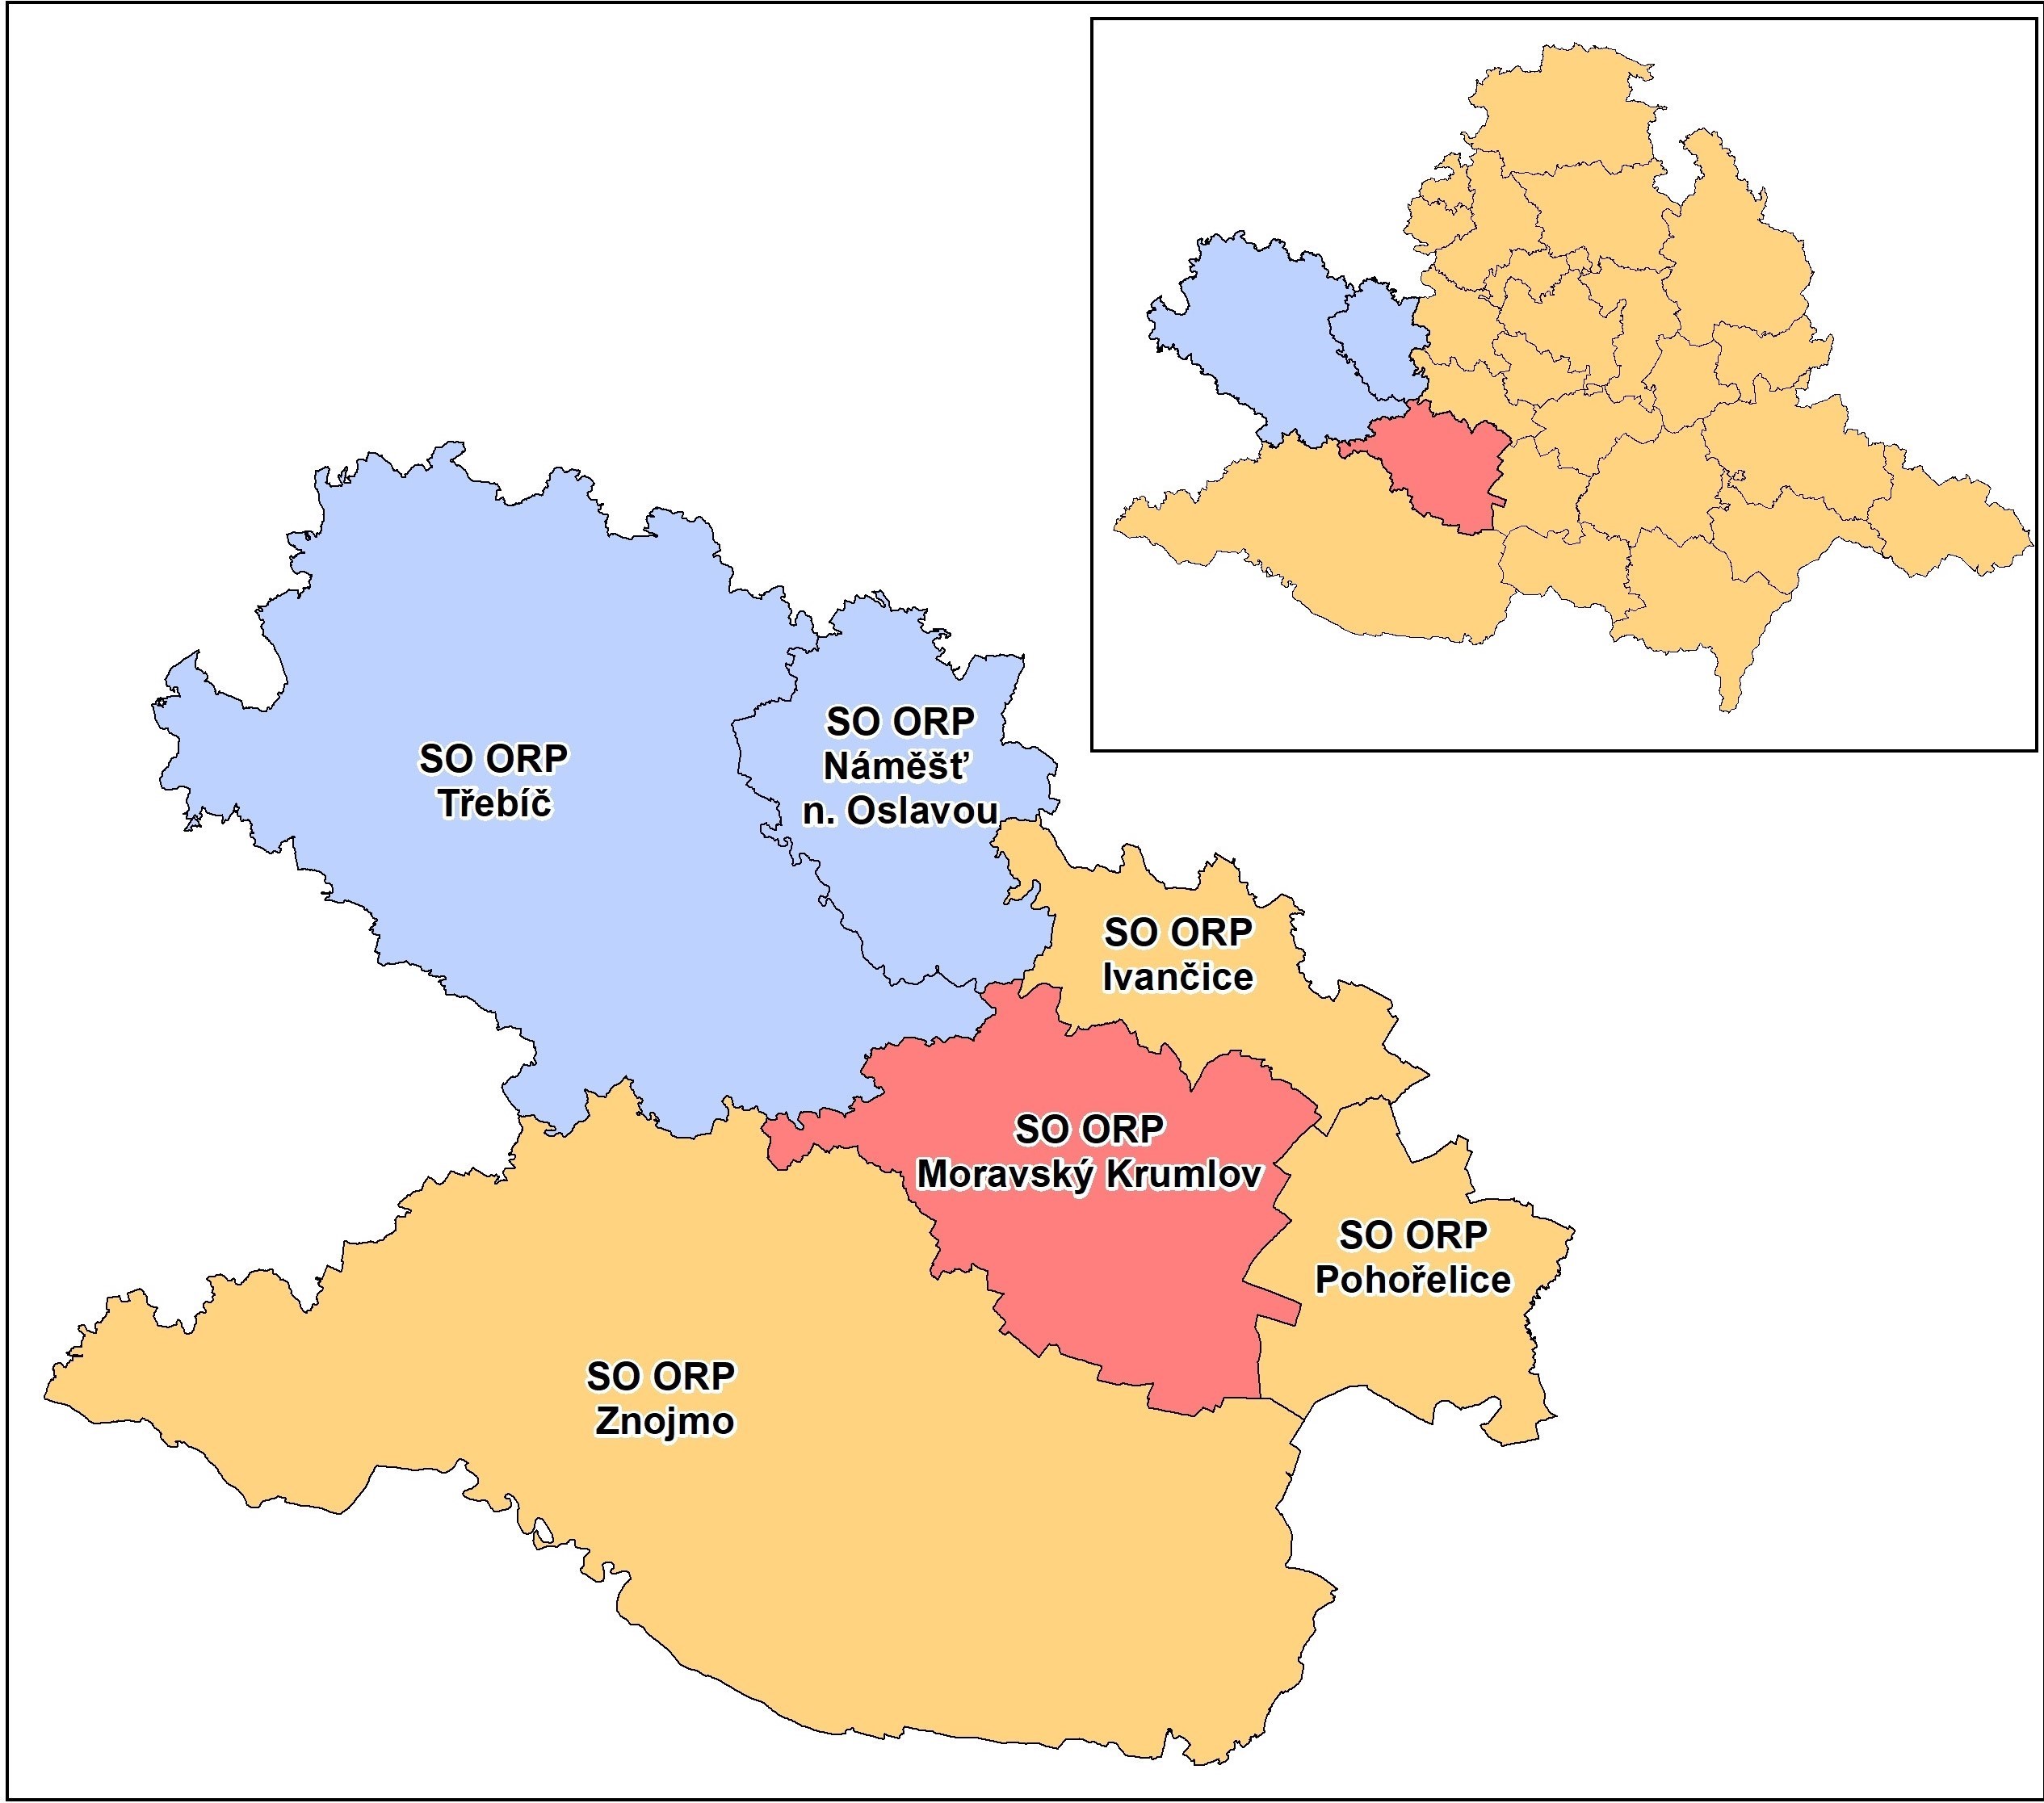 SO ORP
Třebíč
SO ORP
Náměšť
n. Oslavou
SO ORP
Ivančice
SO ORP
Moravský Krumlov
SO ORP
Pohořelice
SO ORP
Znojmo